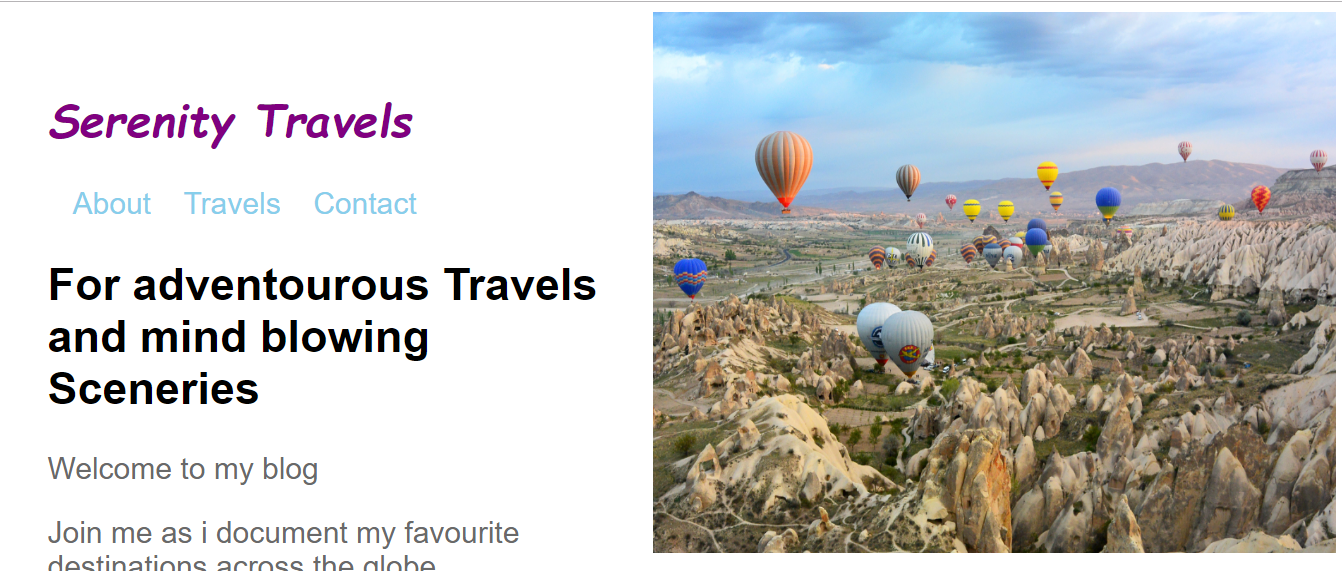 Serenity Travels
About Travels Contact
For adventourous Travels
and mind blowing
Sceneries
Welcome to my blog
Join me as i document my favourite
destinations across the globe